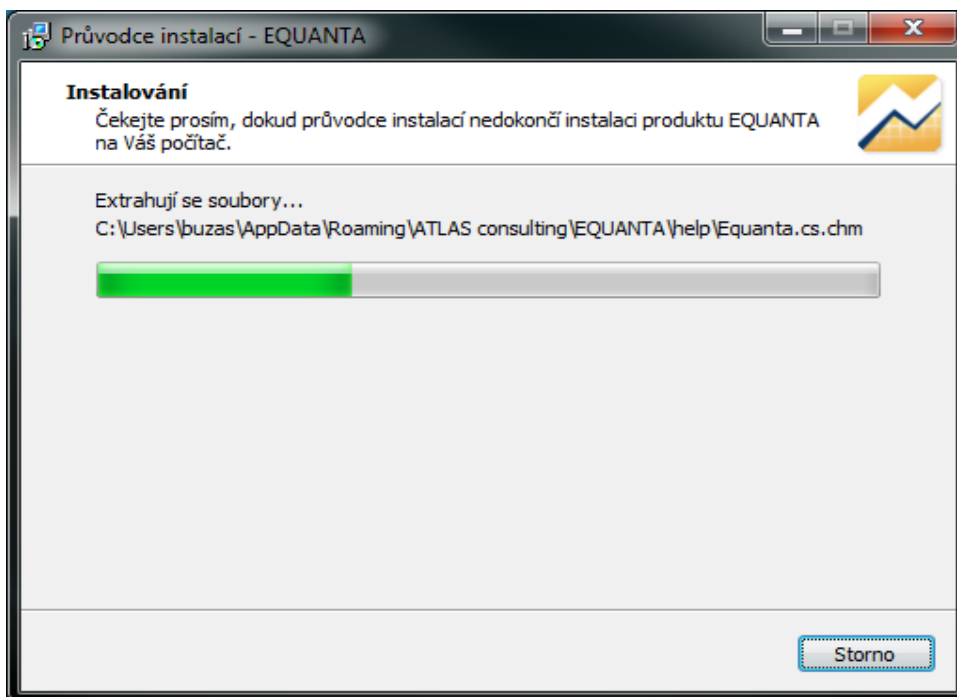 Průvodce instalací - EQUANTA
Instalování
Čekejte prosím, dokud průvodce instalací nedokončí instalaci produktu EQUANTA
na Váš počítač.
Extrahují se soubory...
C:\Users\buzas\AppData\Roaming\ATLAS consulting\EQUANTA\help\Equanta.cs.chm
Storno